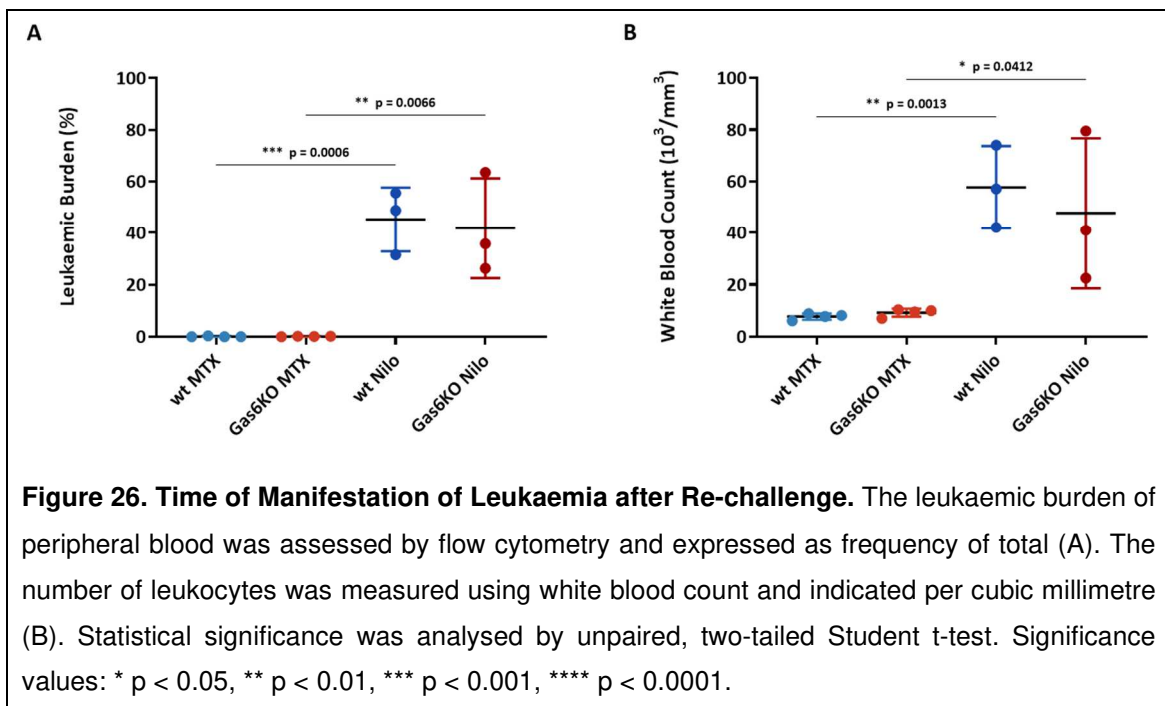 A
B
100
80
60
40
20
0
Leukaemic Burden (%)
** p = 0.0066
*** p = 0.0006
wt MTX
Gas6KO MTX
wt Nilo
Gas6KO Nilo
100
80
60
40
20
0
White Blood Count (10³/mm³)
* p = 0.0412
** p = 0.0013
wt MTX
Gas6KO MTX
wt Nilo
Gas6KO Nilo
Figure 26. Time of Manifestation of Leukaemia after Re-challenge. The leukaemic burden of
peripheral blood was assessed by flow cytometry and expressed as frequency of total (A). The
number of leukocytes was measured using white blood count and indicated per cubic millimetre
(B). Statistical significance was analysed by unpaired, two-tailed Student t-test. Significance
values: * p < 0.05, ** p < 0.01, *** p < 0.001, **** p < 0.0001.